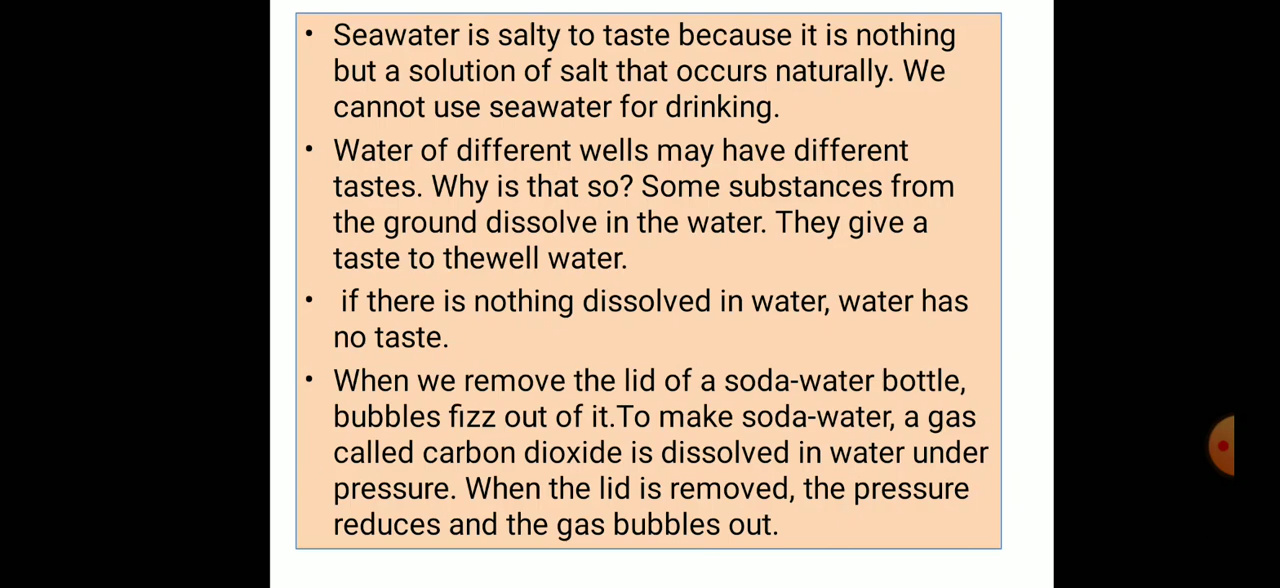 • Seawater is salty to taste because it is nothing
but a solution of salt that occurs naturally. We
cannot use seawater for drinking.
• Water of different wells may have different
tastes. Why is that so? Some substances from
the ground dissolve in the water. They give a
taste to thewell water.
• if there is nothing dissolved in water, water has
no taste.
• When we remove the lid of a soda-water bottle,
bubbles fizz out of it.To make soda-water, a gas
called carbon dioxide is dissolved in water under
pressure. When the lid is removed, the pressure
reduces and the gas bubbles out.